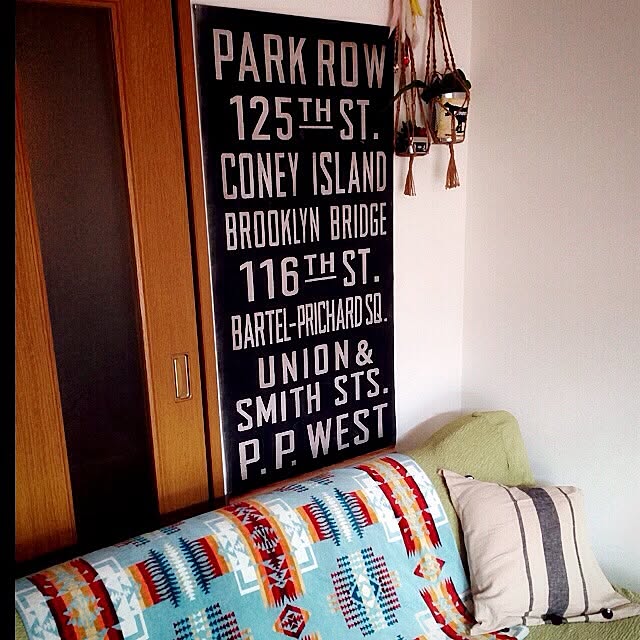 PARK ROW
125TH ST.
CONEY ISLAND
BROOKLYN BRIDGE
116TH ST.
BARTEL-PRICHARD SQ.
UNION &
SMITH STS.
P.P. WEST